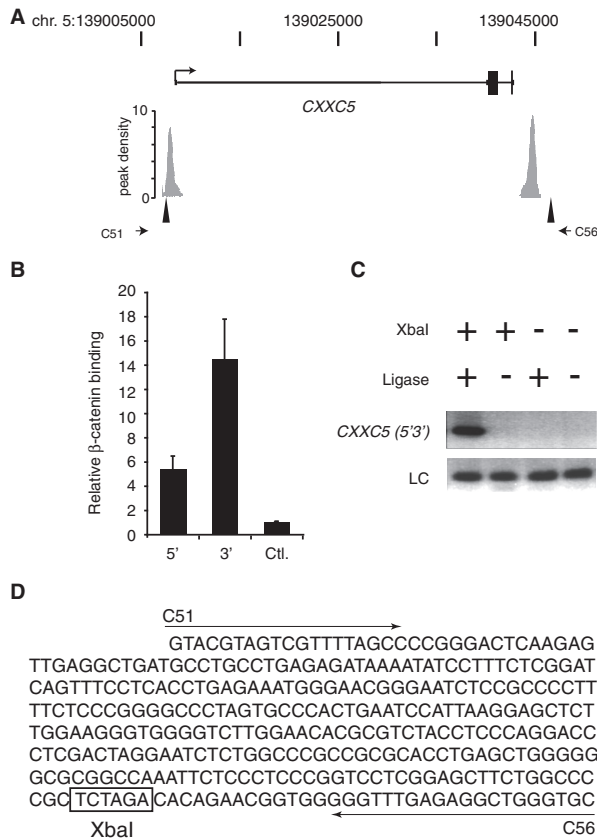 A chr. 5:139005000 139025000 139045000
CXXC5
peak density
10
0
C51 C56
B
Relative β-catenin binding
20
18
16
14
12
10
8
6
4
2
0
5’ 3’ Ctl.
C
XbaI + + - -
Ligase + - + -
CXXC5 (5’3’)
LC
D
C51
GTACGTAGTCGTTTTAGCCCCGGGACTCAAGAG
TTGAGGCTGATGCCTGCCTGAGAGATAAAATATCCTTTCTCGGAT
CAGTTTCCTCACCTGAGAAATGGGAACGGGAATCTCCGCCCCTT
TTCTCCCGGGGCCCTAGTGCCCACTGAATCCATTAAGGAGCTCT
TGGAAGGGTGGGGTCTTGGAACACGCGTCTACCTCCCAGGACC
CTCGACTAGGAATCTCTGGCCCGCCGCGCACCTGAGCTGGGGG
GCGCGGCCAAATTCTCCCTCCCGGTCCTCGGAGCTTCTGGCCC
CGCTCTAGACACAGAACGGTGGGGGTTTGAGAGGCTGGGTGC
XbaI C56